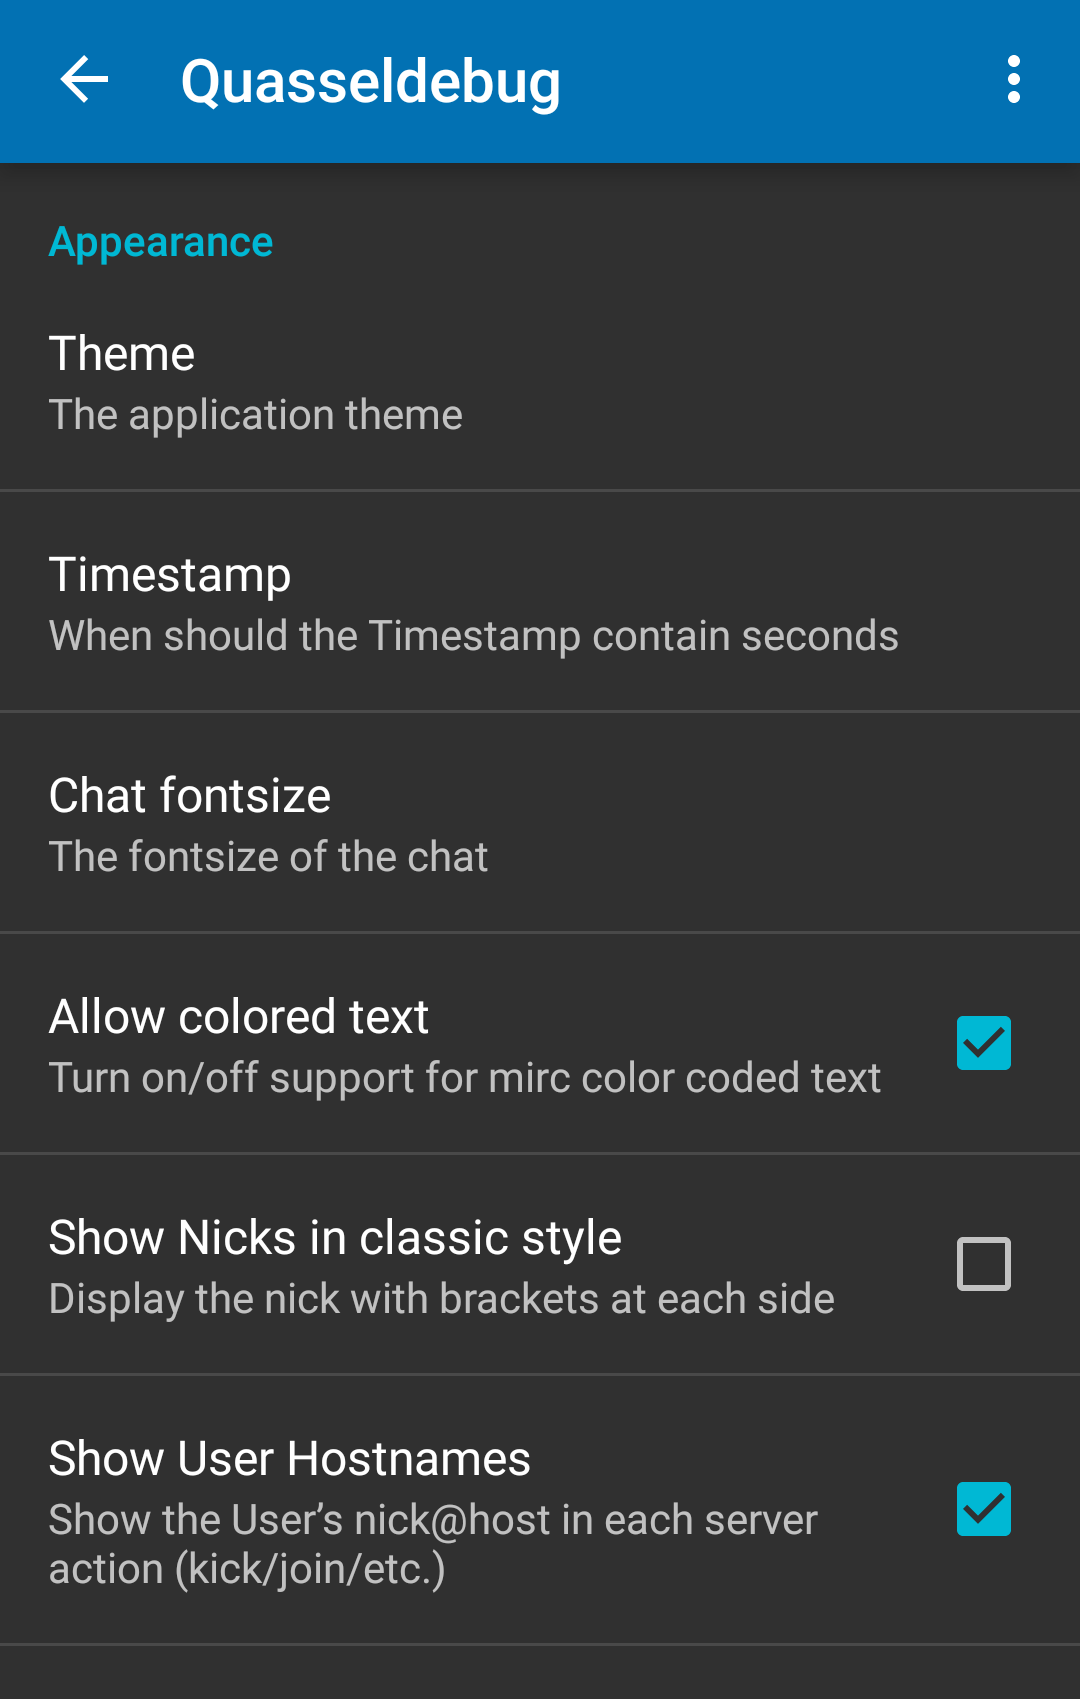 Quasseldebug
Appearance
Theme
The application theme
Timestamp
When should the Timestamp contain seconds
Chat fontsize
The fontsize of the chat
Allow colored text
Turn on/off support for mirc color coded text
Show Nicks in classic style
Display the nick with brackets at each side
Show User Hostnames
Show the User’s nick@host in each server
action (kick/join/etc.)